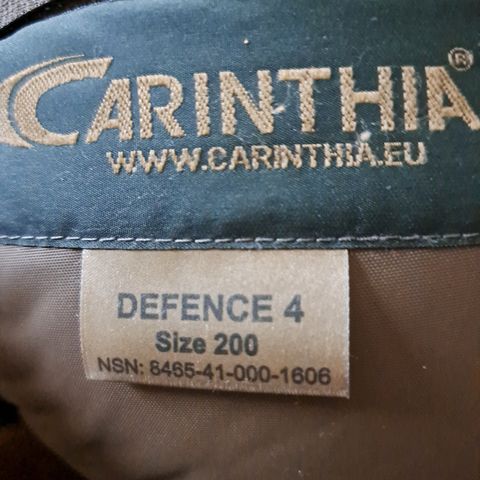 CARINTHIA®
WWW.CARINTHIA.EU
DEFENCE 4
Size 200
NSN: 8465-41-000-1606